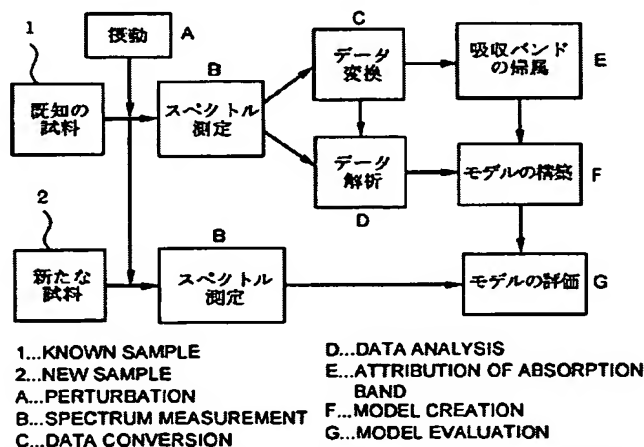 1
摂動
A
C
データ
変換
吸収バンド
の帰属
E
B
既知の
試料
スペクトル
測定
データ
解析
D
モデルの構築
F
2
B
新たな
試料
スペクトル
測定
モデルの評価
G
1...KNOWN SAMPLE
2...NEW SAMPLE
A...PERTURBATION
B...SPECTRUM MEASUREMENT
C...DATA CONVERSION
D...DATA ANALYSIS
E...ATTRIBUTION OF ABSORPTION
BAND
F...MODEL CREATION
G...MODEL EVALUATION